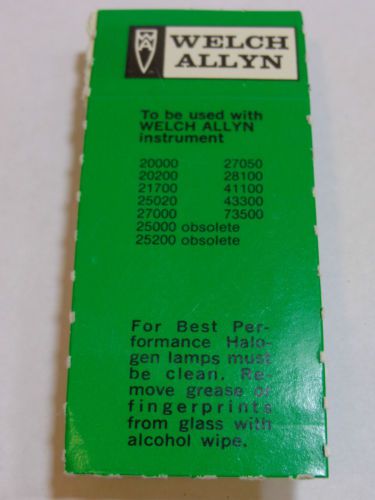 WELCH
ALLYN
To be used with
WELCH ALLYN
instrument
20000 27050
20200 28100
21700 41100
25020 43300
27000 73500
25000 obsolete
25200 obsolete
For Best Per-
formance Halo-
gen lamps must
be clean. Re-
move grease or
fingerprints
from glass with
alcohol wipe.